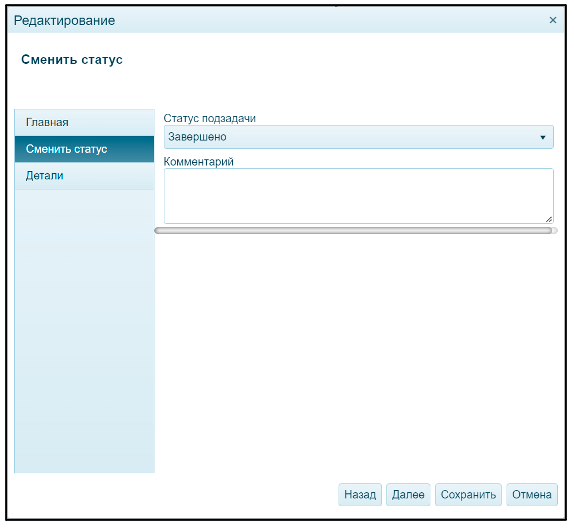 Редактирование
Сменить статус
Главная
Сменить статус
Детали
Статус подзадачи
Завершено
Комментарий
Назад Далее Сохранить Отмена